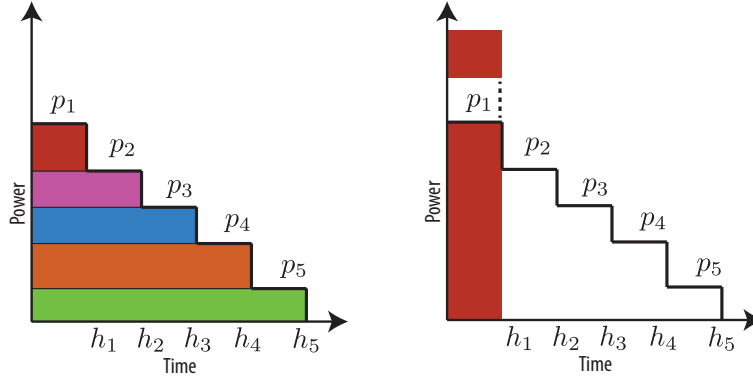 p₁
p₂
p₃
p₄
p₅
Power
h₁ h₂ h₃ h₄ h₅
Time
p₁
p₂
p₃
p₄
p₅
Power
h₁ h₂ h₃ h₄ h₅
Time